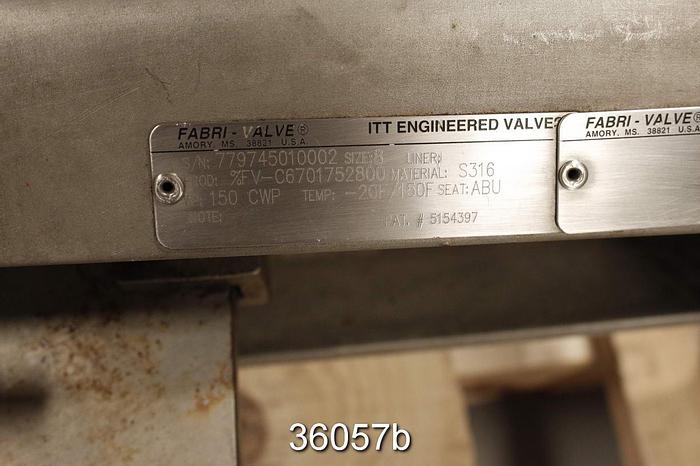 FABRI-VALVE® ITT ENGINEERED VALVES
AMORY, MS. 38821 U.S.A.
S/N: 779745010002 SIZE: 8 LINER:
PROD: %FV-C6701752800 MATERIAL: S316
150 CWP TEMP: -20F/150F SEAT: ABU
NOTE: PAT. # 5154397
FABRI-VALVE®
AMORY, MS. 38821 U.S.A.
36057b